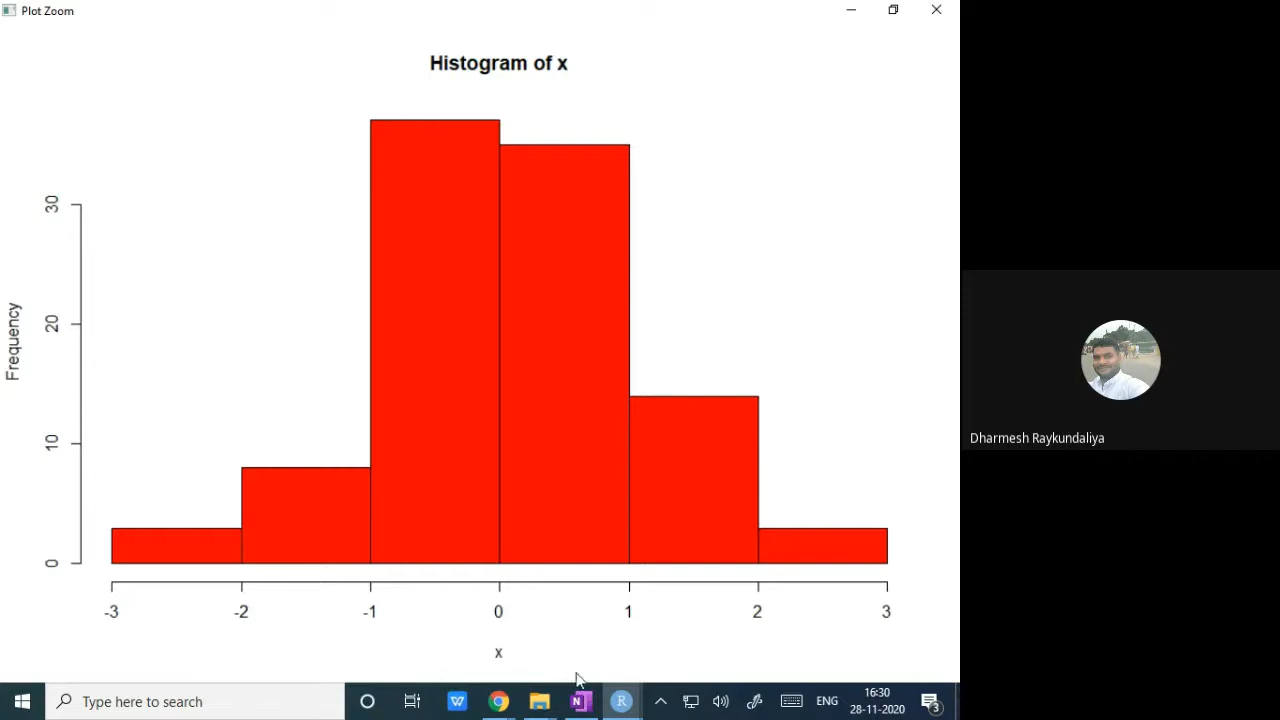 Plot Zoom
Histogram of x
Frequency
30
20
10
0
-3 -2 -1 0 1 2 3
x
Dharmesh Raykundaliya
Type here to search
W
N
R
ENG
16:30
28-11-2020
3